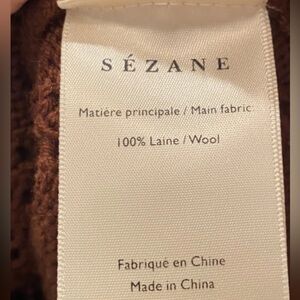 SÉZANE
Matière principale / Main fabric
100% Laine / Wool
Fabriqué en Chine
Made in China